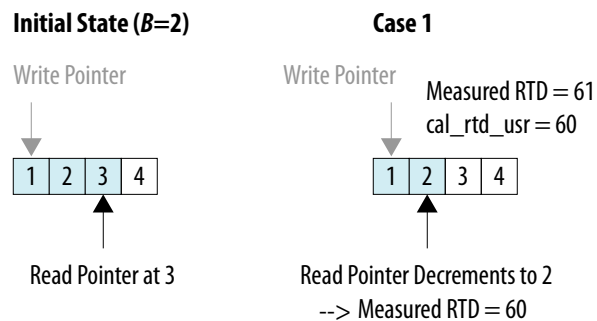 Initial State (B=2)
Write Pointer
1 2 3 4
Read Pointer at 3
Case 1
Write Pointer
Measured RTD = 61
cal_rtd_usr = 60
1 2 3 4
Read Pointer Decrements to 2
--> Measured RTD = 60